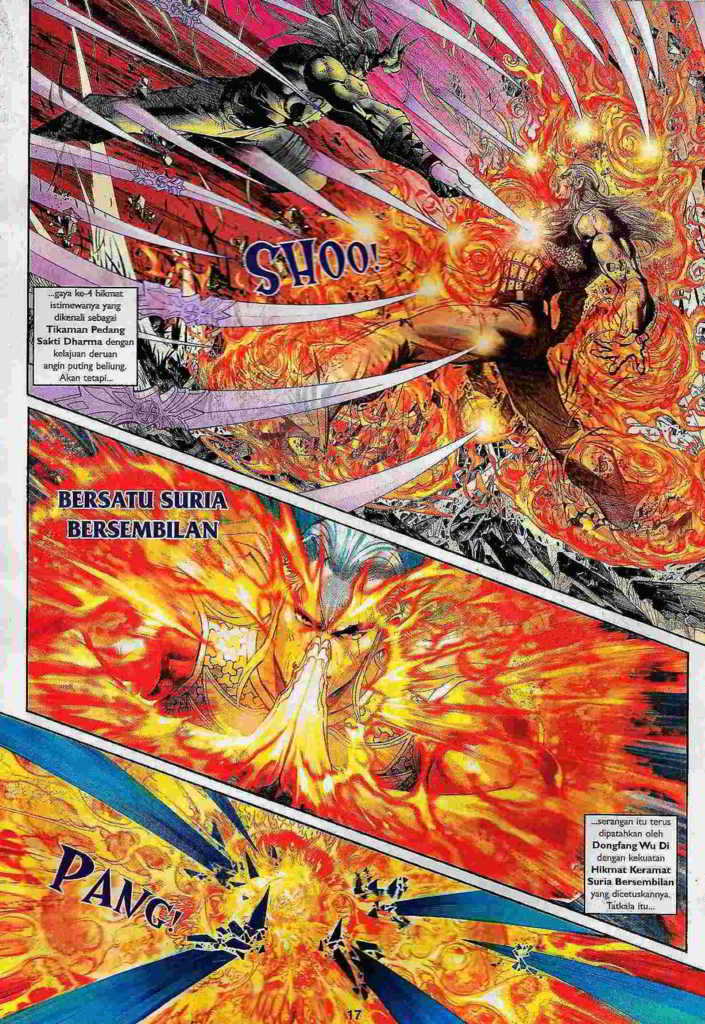 SHOO!
...gaya ke-4 hikmat
istimewanya yang
dikenali sebagai
Tikaman Pedang
Sakti Dharma dengan
kelajuan deruan
angin puting beliung.
Akan tetapi...
BERSATU SURIA
BERSEMBILAN
...serangan itu terus
dipatahkan oleh
Dongfang Wu Di
dengan kekuatan
Hikmat Keramat
Suria Bersembilan
yang dicetuskannya.
Tatkala itu...
PANG!
17